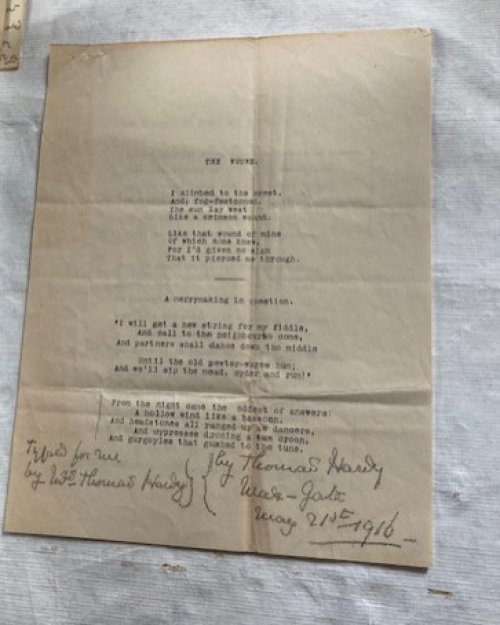 THE WOUND.
I climbed to the crest,
And, fog-festooned,
The sun lay west
Like a crimson wound.
Like that wound of mine
Of which none knew,
For I'd given no sign
That it pierced me through.
A merrymaking in question.
"I will get a new string for my fiddle,
And call to the neighbours to come,
And partners shall dance down the middle
Until the old pewter-wares hum;
And we'll sip the mead, cyder and rum!"
From the night came the oddest of answers:
A hollow wind like a bassoon,
And headstones all ranged up as dancers,
And cypresses droning a croon,
And gurgoyles that gushed to the tune.
Typed for me
by Mrs Thomas Hardy
by Thomas Hardy
Max-Gate
May 21st 1916